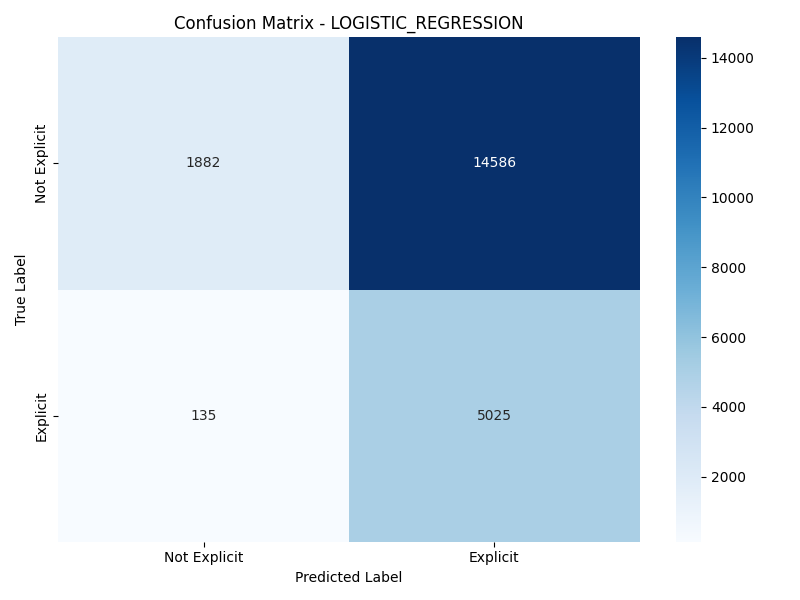 Confusion Matrix - LOGISTIC_REGRESSION
True Label
Not Explicit
Explicit
1882
14586
135
5025
Not Explicit
Explicit
Predicted Label
14000
12000
10000
8000
6000
4000
2000